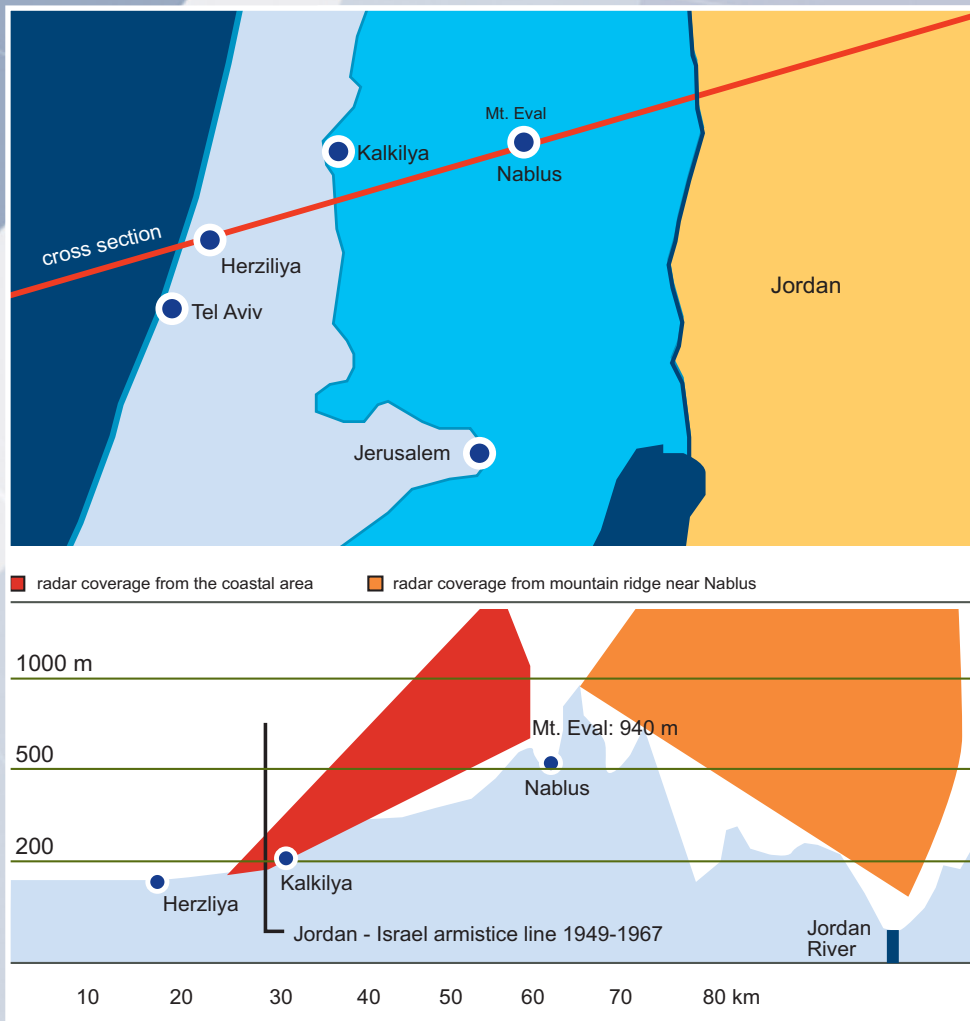 Mt. Eval
Kalkilya
Nablus
cross section
Herziliya
Jordan
Tel Aviv
Jerusalem
radar coverage from the coastal area
radar coverage from mountain ridge near Nablus
1000 m
Mt. Eval: 940 m
500
Nablus
200
Kalkilya
Herzliya
Jordan - Israel armistice line 1949-1967
Jordan
River
10 20 30 40 50 60 70 80 km